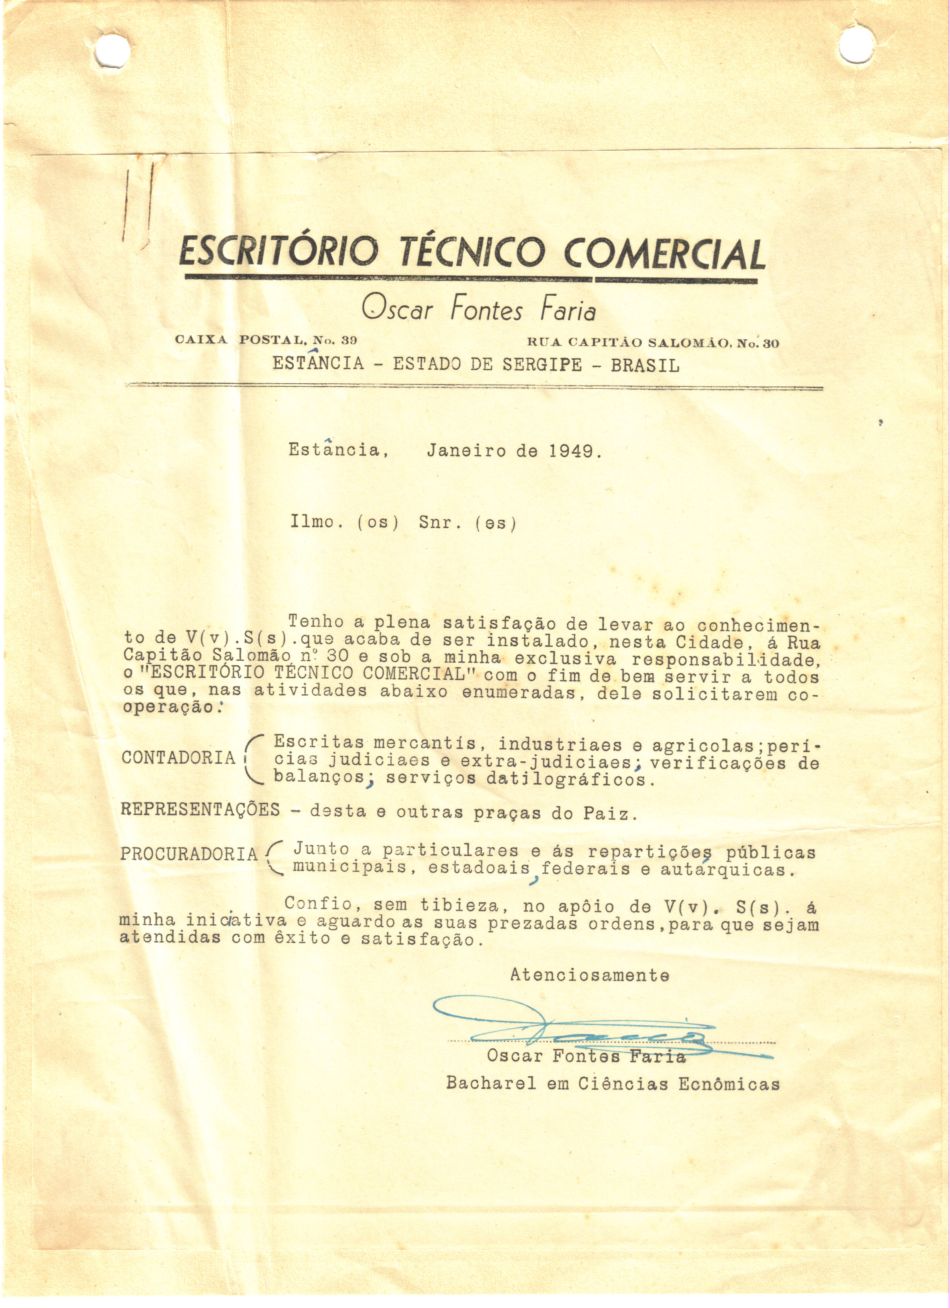 ESCRITÓRIO TÉCNICO COMERCIAL
Oscar Fontes Faria
CAIXA POSTAL, No. 39 RUA CAPITÃO SALOMÃO, No. 30
ESTÂNCIA - ESTADO DE SERGIPE - BRASIL
Estância, Janeiro de 1949.
Ilmo. (os) Snr. (es)
Tenho a plena satisfação de levar ao conhecimen-
to de V(v).S(s).que acaba de ser instalado, nesta Cidade, á Rua
Capitão Salomão nº 30 e sob a minha exclusiva responsabilidade,
o "ESCRITÓRIO TÉCNICO COMERCIAL" com o fim de bem servir a todos
os que, nas atividades abaixo enumeradas, dele solicitarem co-
operação:
CONTADORIA ( Escritas mercantís, industriaes e agricolas;perí-
cias judiciaes e extra-judiciaes; verificações de
balanços; serviços datilográficos.
REPRESENTAÇÕES - desta e outras praças do Paiz.
PROCURADORIA ( Junto a particulares e ás repartições públicas
municipais, estadoais, federais e autárquicas.
Confio, sem tibieza, no apôio de V(v). S(s). á
minha iniciativa e aguardo as suas prezadas ordens,para que sejam
atendidas com êxito e satisfação.
Atenciosamente
Oscar Fontes Faria
Bacharel em Ciências Ecnômicas